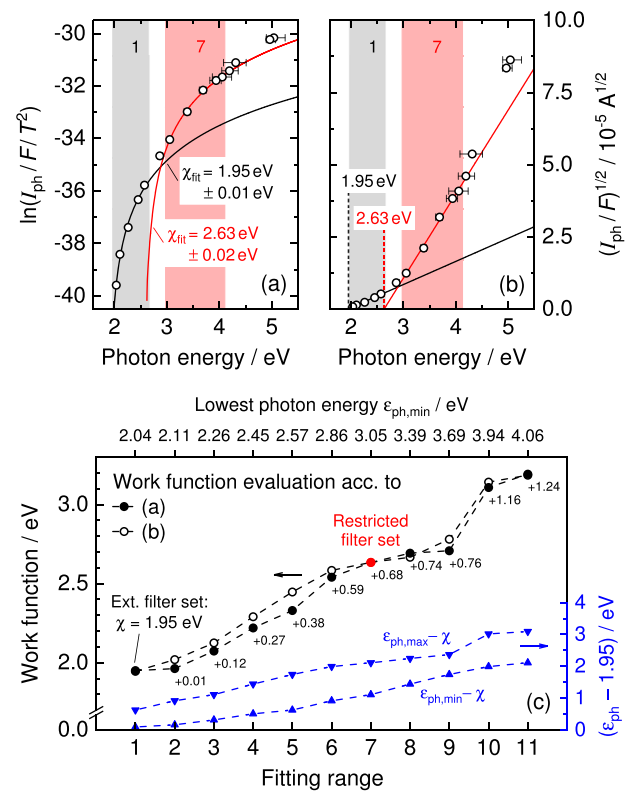 -30
-32
-34
-36
-38
-40
ln(I_ph / F / T²)
1
7
χ_fit = 1.95 eV
± 0.01 eV
χ_fit = 2.63 eV
± 0.02 eV
(a)
2 3 4 5
Photon energy / eV
1
7
1.95 eV
2.63 eV
(b)
10.0
7.5
5.0
2.5
0.0
(I_ph / F)^1/2 / 10^-5 A^1/2
2 3 4 5
Photon energy / eV
Lowest photon energy ε_ph,min / eV
2.04 2.11 2.26 2.45 2.57 2.86 3.05 3.39 3.69 3.94 4.06
Work function evaluation acc. to
(a)
(b)
Restricted
filter set
Ext. filter set:
χ = 1.95 eV
+0.01
+0.12
+0.27
+0.38
+0.59
+0.68
+0.74
+0.76
+1.16
+1.24
ε_ph,max − χ
ε_ph,min − χ
(c)
3.0
2.5
2.0
0.0
Work function / eV
4
3
2
1
0
(ε_ph − 1.95) / eV
1 2 3 4 5 6 7 8 9 10 11
Fitting range